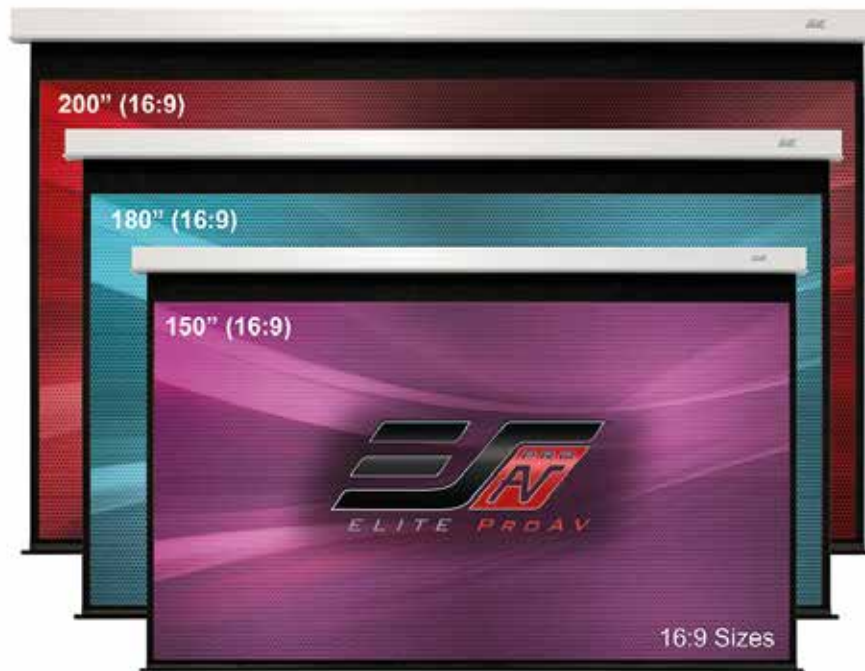 200” (16:9)
180” (16:9)
150” (16:9)
PRO
AV
ELITE PROAV
16:9 Sizes